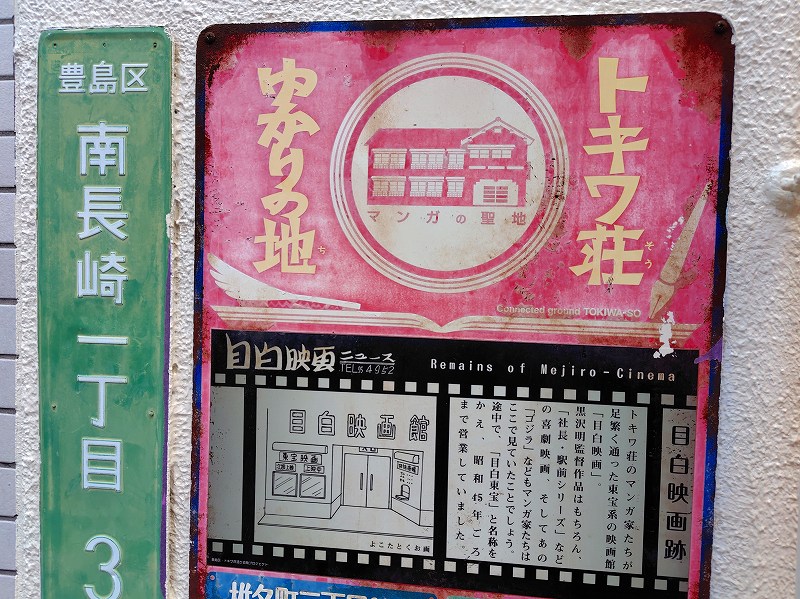 豊島区
南長崎一丁目
3
トキワ荘
そう
ゆかりの地
ち
マンガの聖地
Connected ground TOKIWA-SO
目白映画ニュース
TEL 95 4952
Remains of Mejiro-Cinema
目白映画館
東宝映画
よこたとくお画
目白映画跡
トキワ荘のマンガ家たちが
足繁く通った東宝系の映画館
「目白映画」。
黒沢明監督作品はもちろん、
「社長、駅前シリーズ」など
の喜劇映画、そしてあの
「ゴジラ」などもマンガ家たちは
ここで見ていたことでしょう。
途中で、「目白東宝」と名称を
かえ、昭和45年ごろ
まで営業していました。